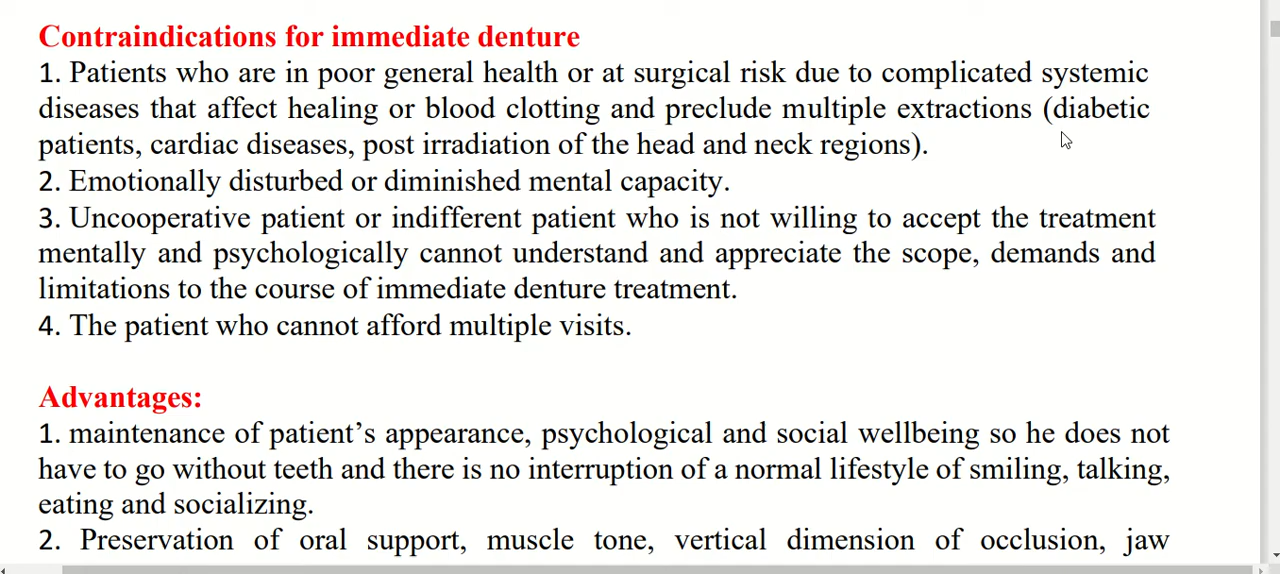 Contraindications for immediate denture
1. Patients who are in poor general health or at surgical risk due to complicated systemic
diseases that affect healing or blood clotting and preclude multiple extractions (diabetic
patients, cardiac diseases, post irradiation of the head and neck regions).
2. Emotionally disturbed or diminished mental capacity.
3. Uncooperative patient or indifferent patient who is not willing to accept the treatment
mentally and psychologically cannot understand and appreciate the scope, demands and
limitations to the course of immediate denture treatment.
4. The patient who cannot afford multiple visits.
Advantages:
1. maintenance of patient's appearance, psychological and social wellbeing so he does not
have to go without teeth and there is no interruption of a normal lifestyle of smiling, talking,
eating and socializing.
2. Preservation of oral support, muscle tone, vertical dimension of occlusion, jaw